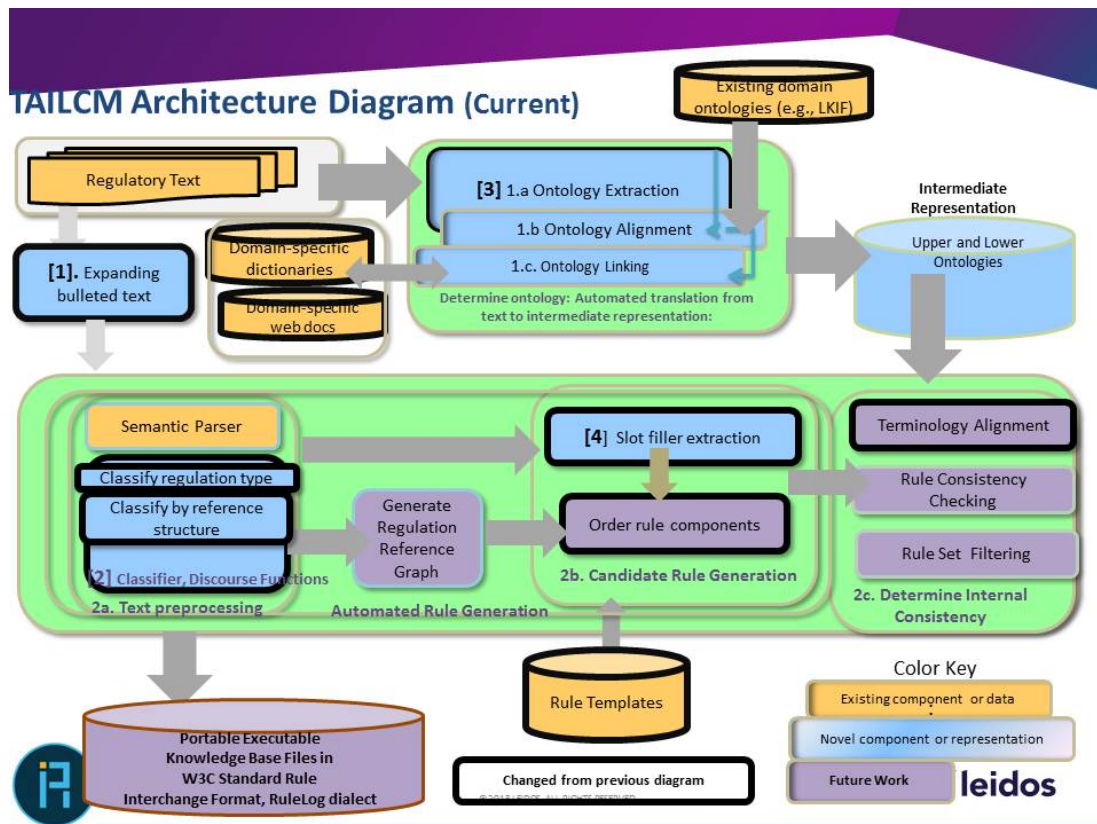 TAILCM Architecture Diagram (Current)
Existing domain
ontologies (e.g., LKIF)
Regulatory Text
[3] 1.a Ontology Extraction
1.b Ontology Alignment
1.c. Ontology Linking
Determine ontology: Automated translation from
text to intermediate representation:
Intermediate
Representation
Upper and Lower
Ontologies
[1]. Expanding
bulleted text
Domain-specific
dictionaries
Domain-specific
web docs
Semantic Parser
Classify regulation type
Classify by reference
structure
[2] Classifier, Discourse Functions
2a. Text preprocessing
Generate
Regulation
Reference
Graph
Automated Rule Generation
[4] Slot filler extraction
Order rule components
2b. Candidate Rule Generation
Terminology Alignment
Rule Consistency
Checking
Rule Set Filtering
2c. Determine Internal
Consistency
Rule Templates
Portable Executable
Knowledge Base Files in
W3C Standard Rule
Interchange Format, RuleLog dialect
Changed from previous diagram
© 2013 LEIDOS. ALL RIGHTS RESERVED.
Color Key
Existing component or data
Novel component or representation
Future Work
leidos